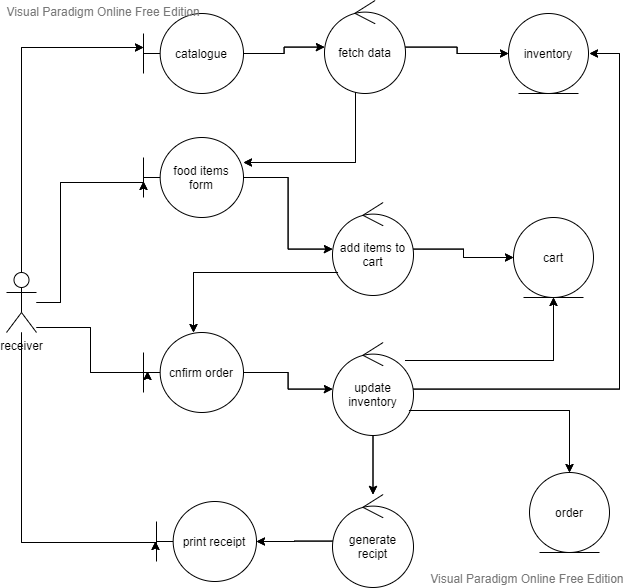 Visual Paradigm Online Free Edition
catalogue
fetch data
inventory
food items
form
add items to
cart
cart
receiver
cnfirm order
update
inventory
order
print receipt
generate
recipt
Visual Paradigm Online Free Edition